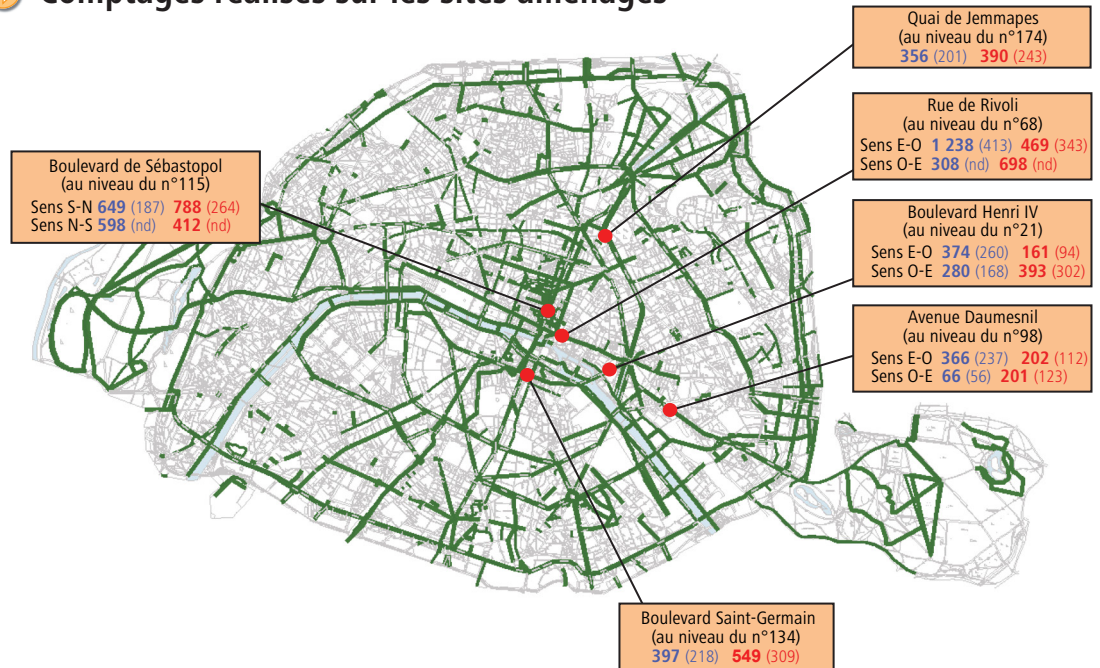 Comptages réalisés sur les sites aménagés
Quai de Jemmapes
(au niveau du n°174)
356 (201) 390 (243)
Rue de Rivoli
(au niveau du n°68)
Sens E-O 1 238 (413) 469 (343)
Sens O-E 308 (nd) 698 (nd)
Boulevard de Sébastopol
(au niveau du n°115)
Sens S-N 649 (187) 788 (264)
Sens N-S 598 (nd) 412 (nd)
Boulevard Henri IV
(au niveau du n°21)
Sens E-O 374 (260) 161 (94)
Sens O-E 280 (168) 393 (302)
Avenue Daumesnil
(au niveau du n°98)
Sens E-O 366 (237) 202 (112)
Sens O-E 66 (56) 201 (123)
Boulevard Saint-Germain
(au niveau du n°134)
397 (218) 549 (309)